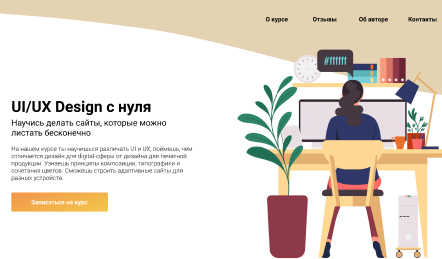 О курсе Отзывы Об авторе Контакты
#ffffff
UI/UX Design с нуля
Научись делать сайты, которые можно
листать бесконечно
На нашем курсе ты научишься различать UI и UX, поймешь, чем
отличается дизайн для digital-сферы от дизайна для печатной
продукции. Узнаешь принципы композиции, типографики и
сочетания цветов. Сможешь строить адаптивные сайты для
разных устройств.
Записаться на курс